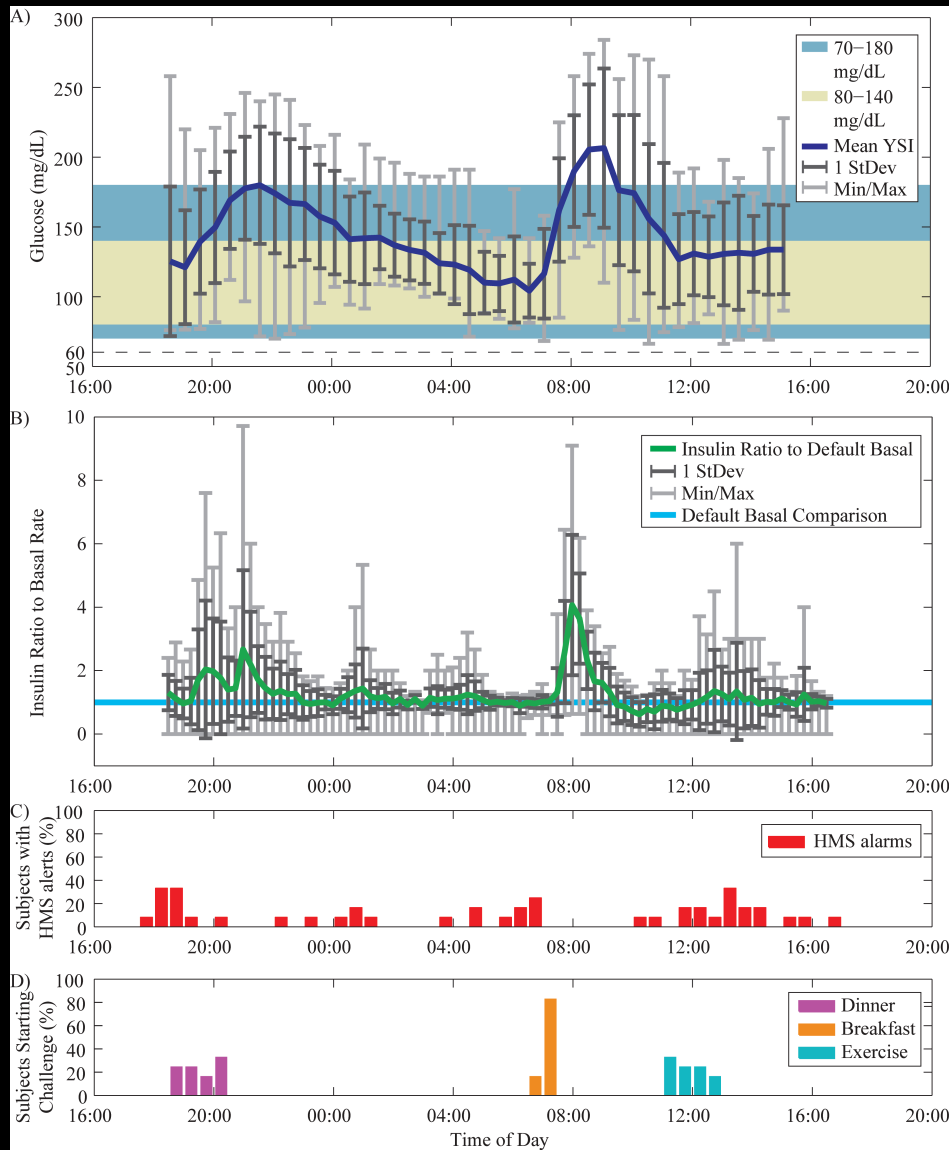 A)
300
250
200
150
100
60
50
Glucose (mg/dL)
70–180
mg/dL
80–140
mg/dL
Mean YSI
1 StDev
Min/Max
16:00 20:00 00:00 04:00 08:00 12:00 16:00 20:00
B)
10
8
6
4
2
0
Insulin Ratio to Basal Rate
Insulin Ratio to Default Basal
1 StDev
Min/Max
Default Basal Comparison
16:00 20:00 00:00 04:00 08:00 12:00 16:00 20:00
C)
100
80
60
40
20
0
Subjects with
HMS alerts (%)
HMS alarms
16:00 20:00 00:00 04:00 08:00 12:00 16:00 20:00
D)
100
80
60
40
20
0
Subjects Starting
Challenge (%)
Dinner
Breakfast
Exercise
16:00 20:00 00:00 04:00 08:00 12:00 16:00 20:00
Time of Day